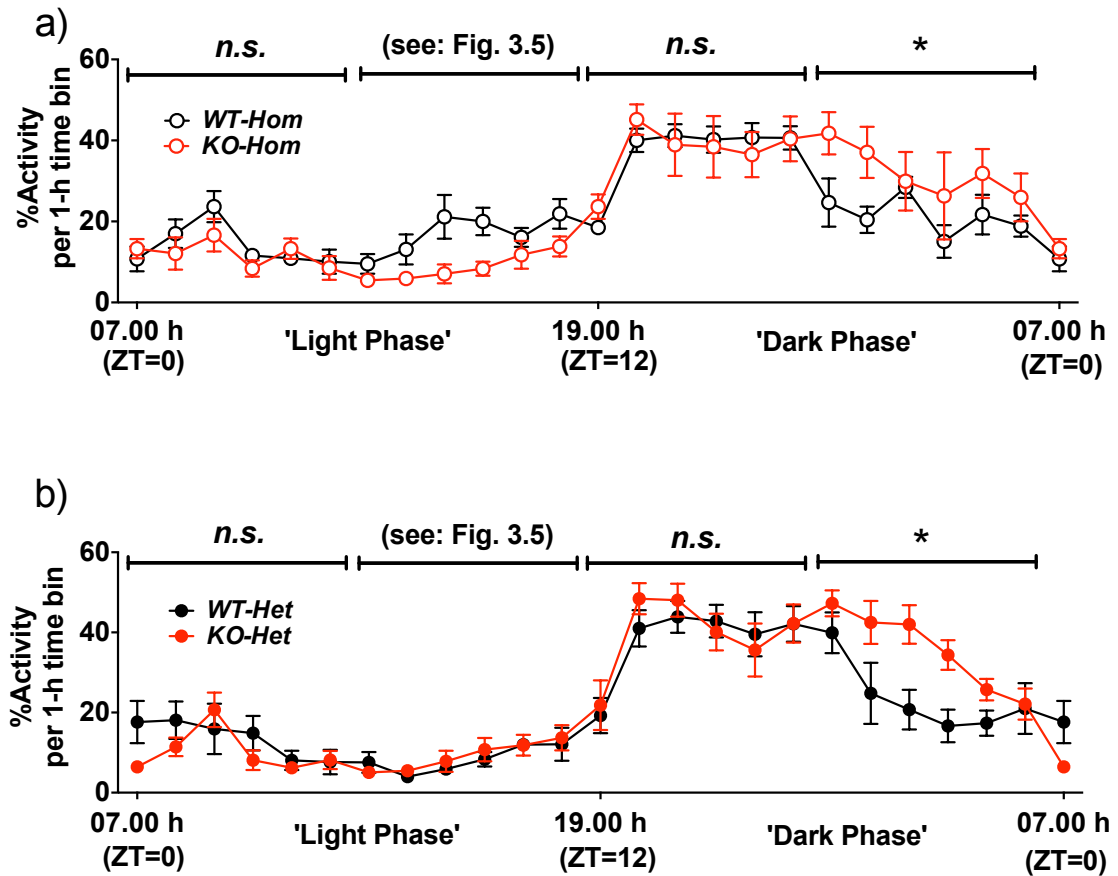 a)
n.s.
(see: Fig. 3.5)
n.s.
*
%Activity
per 1-h time bin
60
40
20
0
WT-Hom
KO-Hom
07.00 h
(ZT=0)
'Light Phase'
19.00 h
(ZT=12)
'Dark Phase'
07.00 h
(ZT=0)
b)
n.s.
(see: Fig. 3.5)
n.s.
*
%Activity
per 1-h time bin
60
40
20
0
WT-Het
KO-Het
07.00 h
(ZT=0)
'Light Phase'
19.00 h
(ZT=12)
'Dark Phase'
07.00 h
(ZT=0)